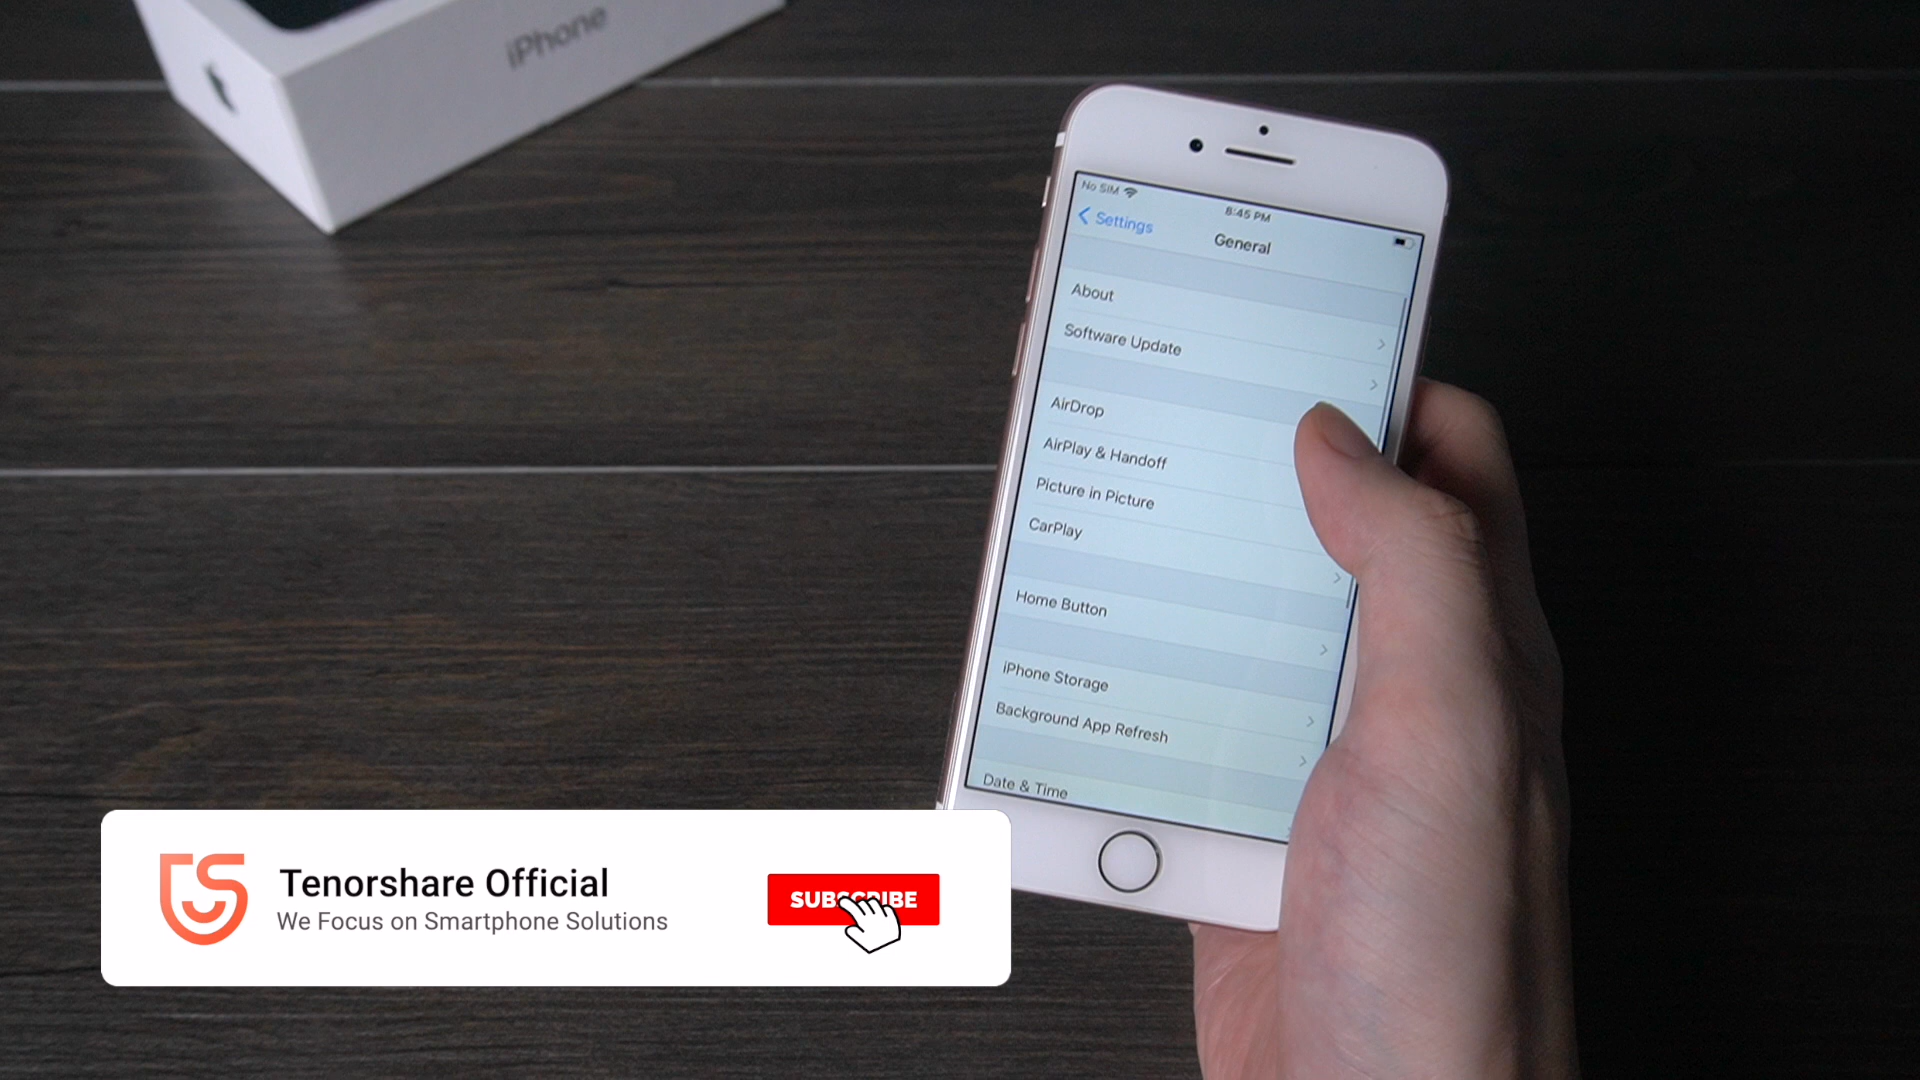 iPhone
No SIM
8:45 PM
Settings
General
About
Software Update
AirDrop
AirPlay & Handoff
Picture in Picture
CarPlay
Home Button
iPhone Storage
Background App Refresh
Date & Time
Tenorshare Official
We Focus on Smartphone Solutions
SUBSCRIBE